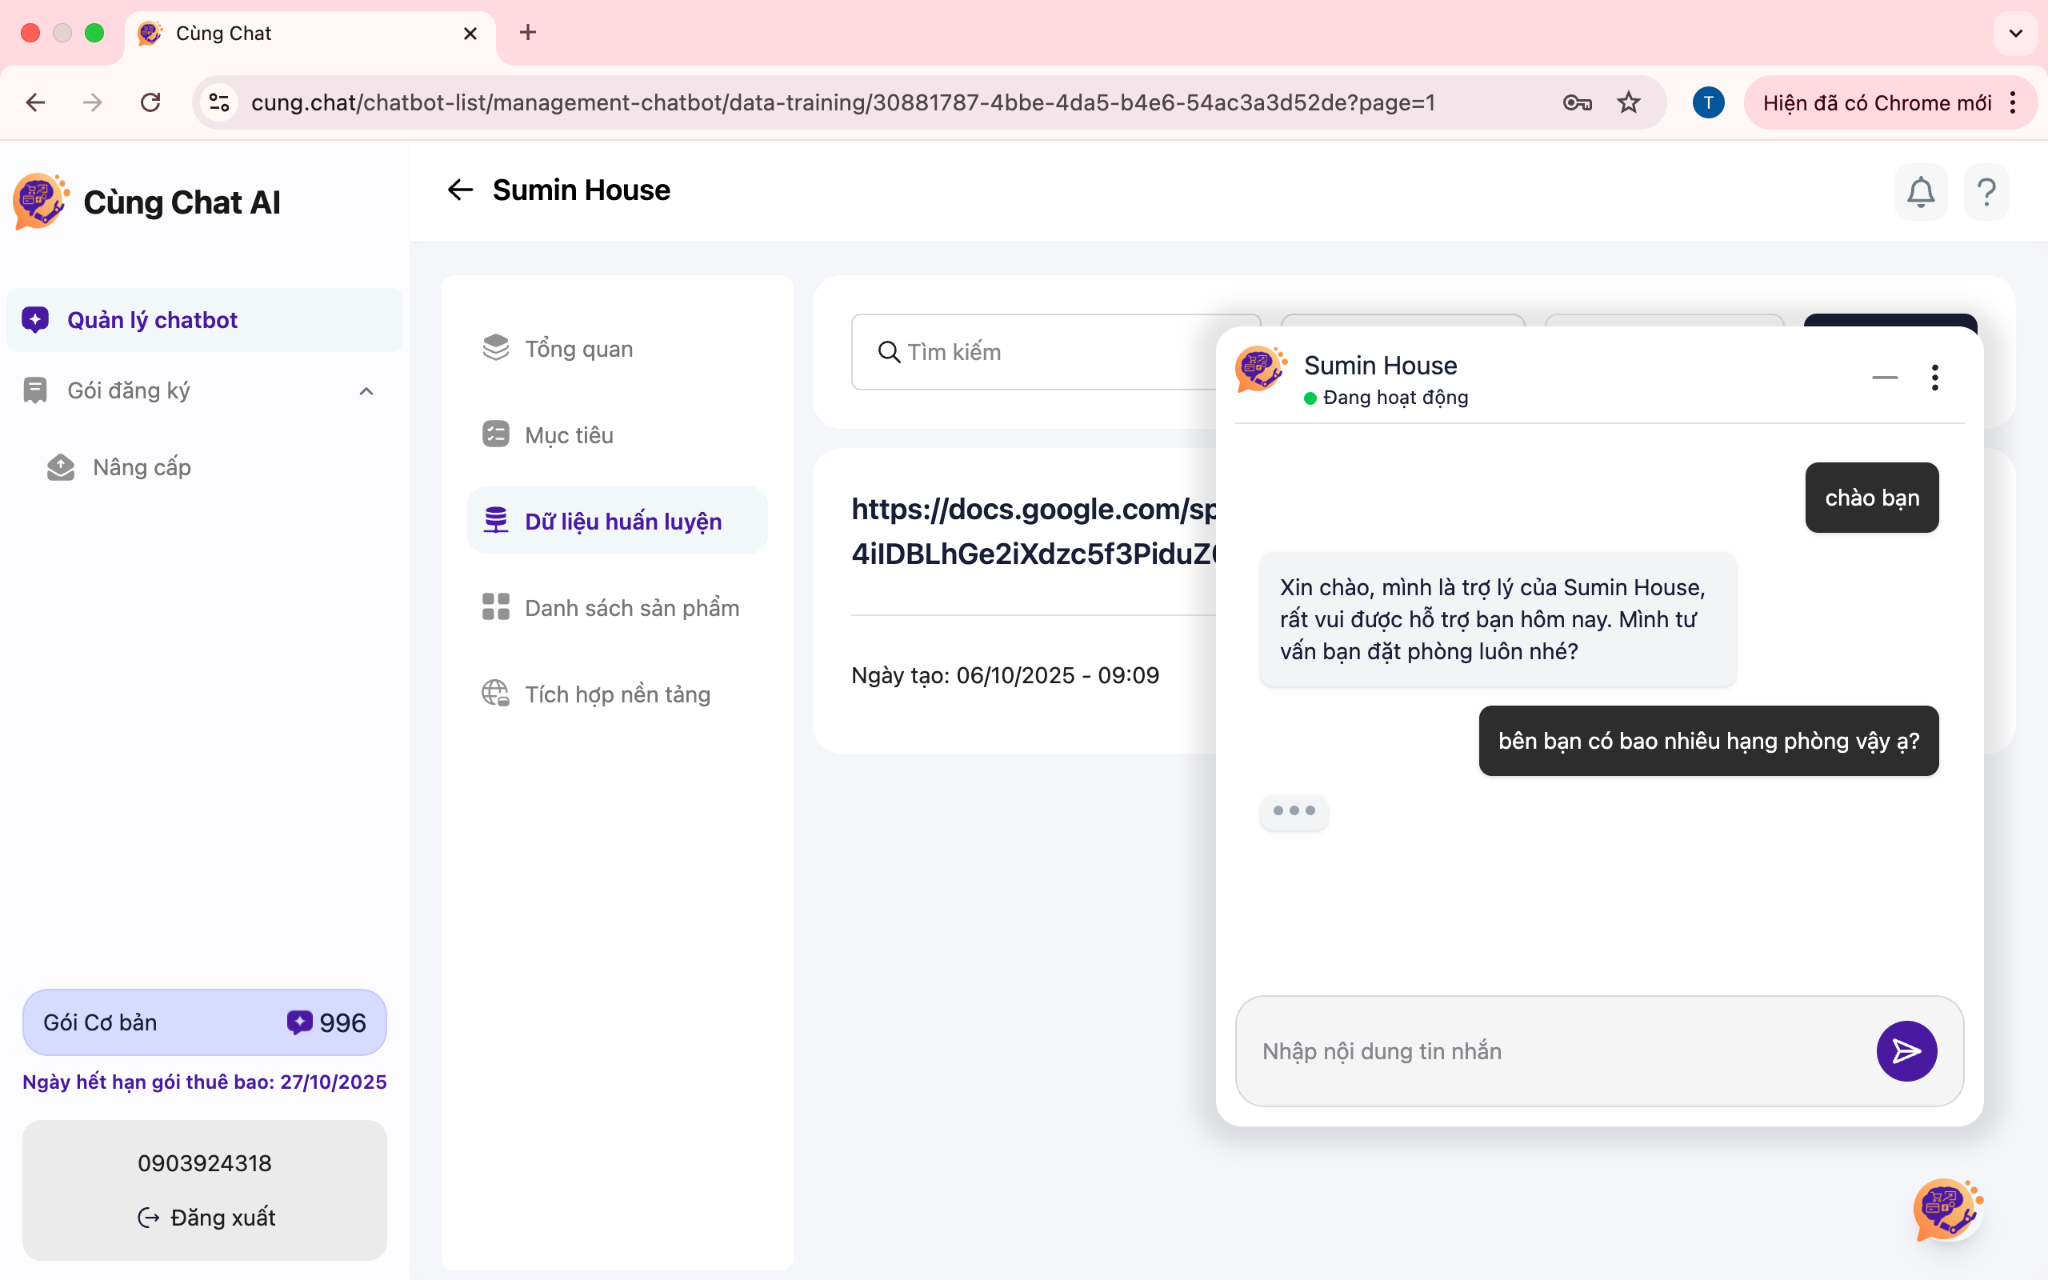 Cùng Chat
cung.chat/chatbot-list/management-chatbot/data-training/30881787-4bbe-4da5-b4e6-54ac3a3d52de?page=1
T
Hiện đã có Chrome mới
Cùng Chat AI
Quản lý chatbot
Gói đăng ký
Nâng cấp
Gói Cơ bản
996
Ngày hết hạn gói thuê bao: 27/10/2025
0903924318
Đăng xuất
Sumin House
Tổng quan
Mục tiêu
Dữ liệu huấn luyện
Danh sách sản phẩm
Tích hợp nền tảng
Tìm kiếm
https://docs.google.com/sp
4iIDBLhGe2iXdzc5f3PiduZ
Ngày tạo: 06/10/2025 - 09:09
Sumin House
Đang hoạt động
chào bạn
Xin chào, mình là trợ lý của Sumin House,
rất vui được hỗ trợ bạn hôm nay. Mình tư
vấn bạn đặt phòng luôn nhé?
bên bạn có bao nhiêu hạng phòng vậy ạ?
Nhập nội dung tin nhắn